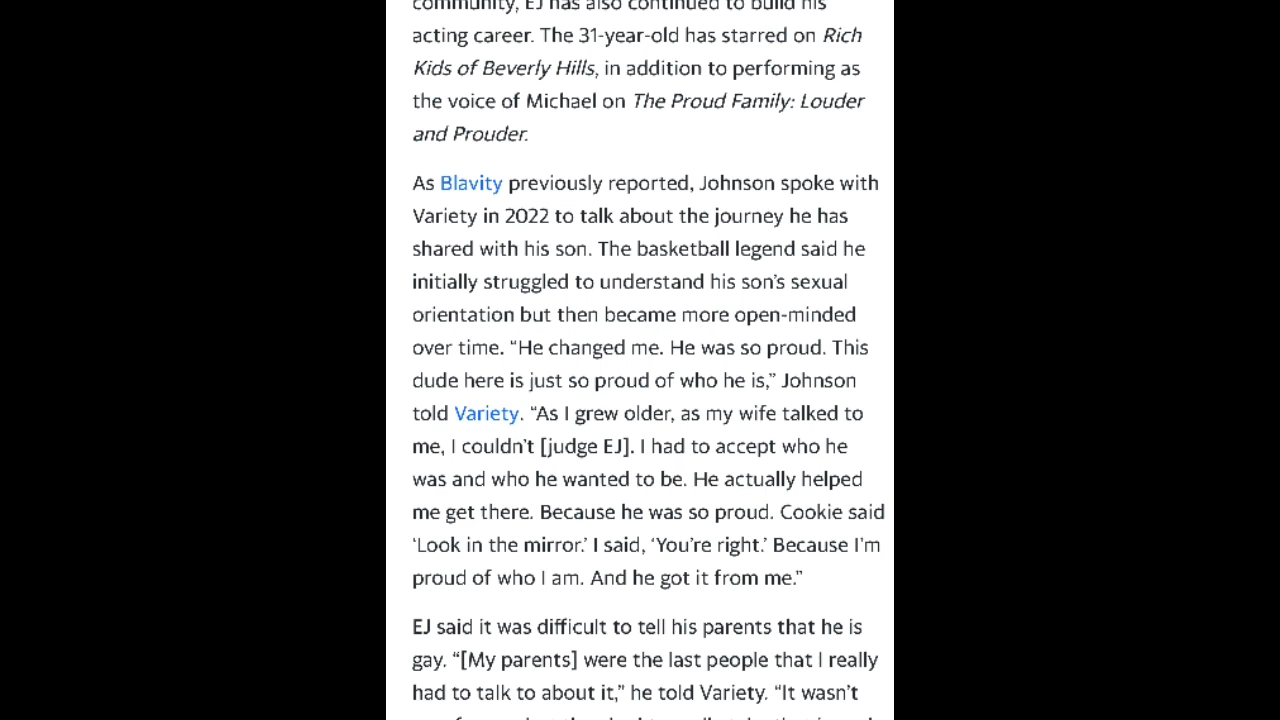 community, EJ has also continued to build his
acting career. The 31-year-old has starred on Rich
Kids of Beverly Hills, in addition to performing as
the voice of Michael on The Proud Family: Louder
and Prouder.
As Blavity previously reported, Johnson spoke with
Variety in 2022 to talk about the journey he has
shared with his son. The basketball legend said he
initially struggled to understand his son’s sexual
orientation but then became more open-minded
over time. “He changed me. He was so proud. This
dude here is just so proud of who he is,” Johnson
told Variety. “As I grew older, as my wife talked to
me, I couldn’t [judge EJ]. I had to accept who he
was and who he wanted to be. He actually helped
me get there. Because he was so proud. Cookie said
‘Look in the mirror.’ I said, ‘You’re right.’ Because I’m
proud of who I am. And he got it from me.”
EJ said it was difficult to tell his parents that he is
gay. “[My parents] were the last people that I really
had to talk to about it,” he told Variety. “It wasn’t